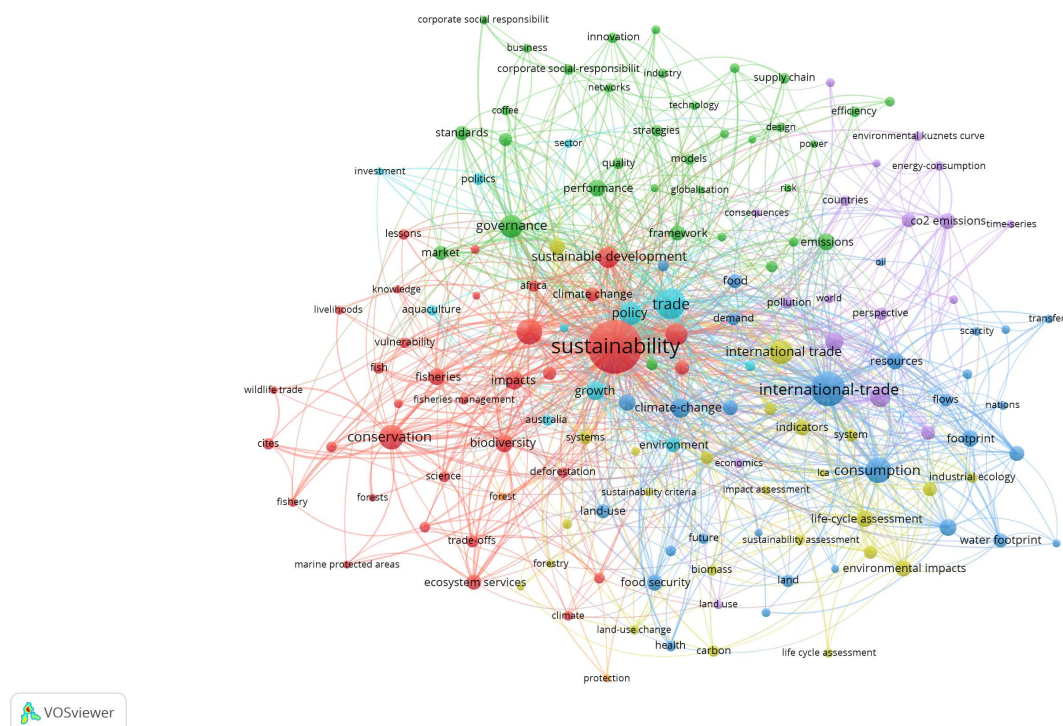 corporate social responsibilit
innovation
business
corporate social-responsibilit
industry
supply chain
networks
technology
coffee
efficiency
standards
strategies
design
environmental kuznets curve
sector
power
quality
models
energy-consumption
investment
politics
performance
globalisation
risk
countries
consequences
co2 emissions
time-series
governance
lessons
framework
emissions
market
sustainable development
oil
food
africa
knowledge
climate change
trade
pollution
world
livelihoods
aquaculture
policy
demand
perspective
transfer
scarcity
vulnerability
sustainability
international trade
resources
fish
fisheries
impacts
wildlife trade
growth
international-trade
fisheries management
flows
nations
climate-change
australia
indicators
system
conservation
systems
footprint
cites
biodiversity
environment
economics
deforestation
lca
consumption
science
industrial ecology
forests
forest
sustainability criteria
impact assessment
fishery
land-use
life-cycle assessment
trade-offs
future
sustainability assessment
water footprint
marine protected areas
forestry
biomass
environmental impacts
ecosystem services
food security
land
land use
climate
land-use change
health
carbon
life cycle assessment
protection
VOSviewer